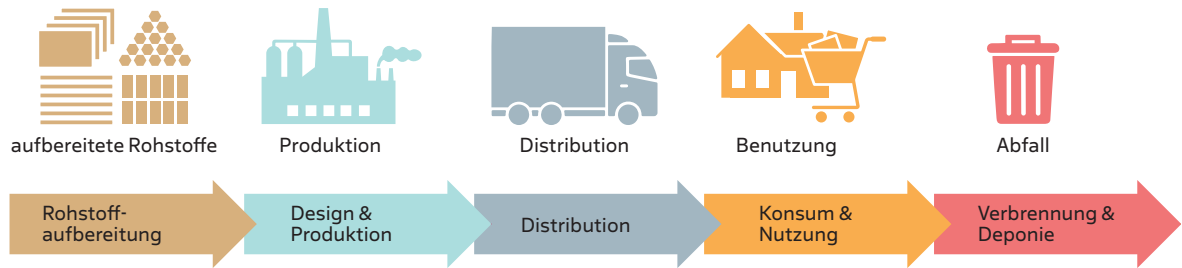 aufbereitete Rohstoffe
Produktion
Distribution
Benutzung
Abfall
Rohstoff-
aufbereitung
Design &
Produktion
Distribution
Konsum &
Nutzung
Verbrennung &
Deponie